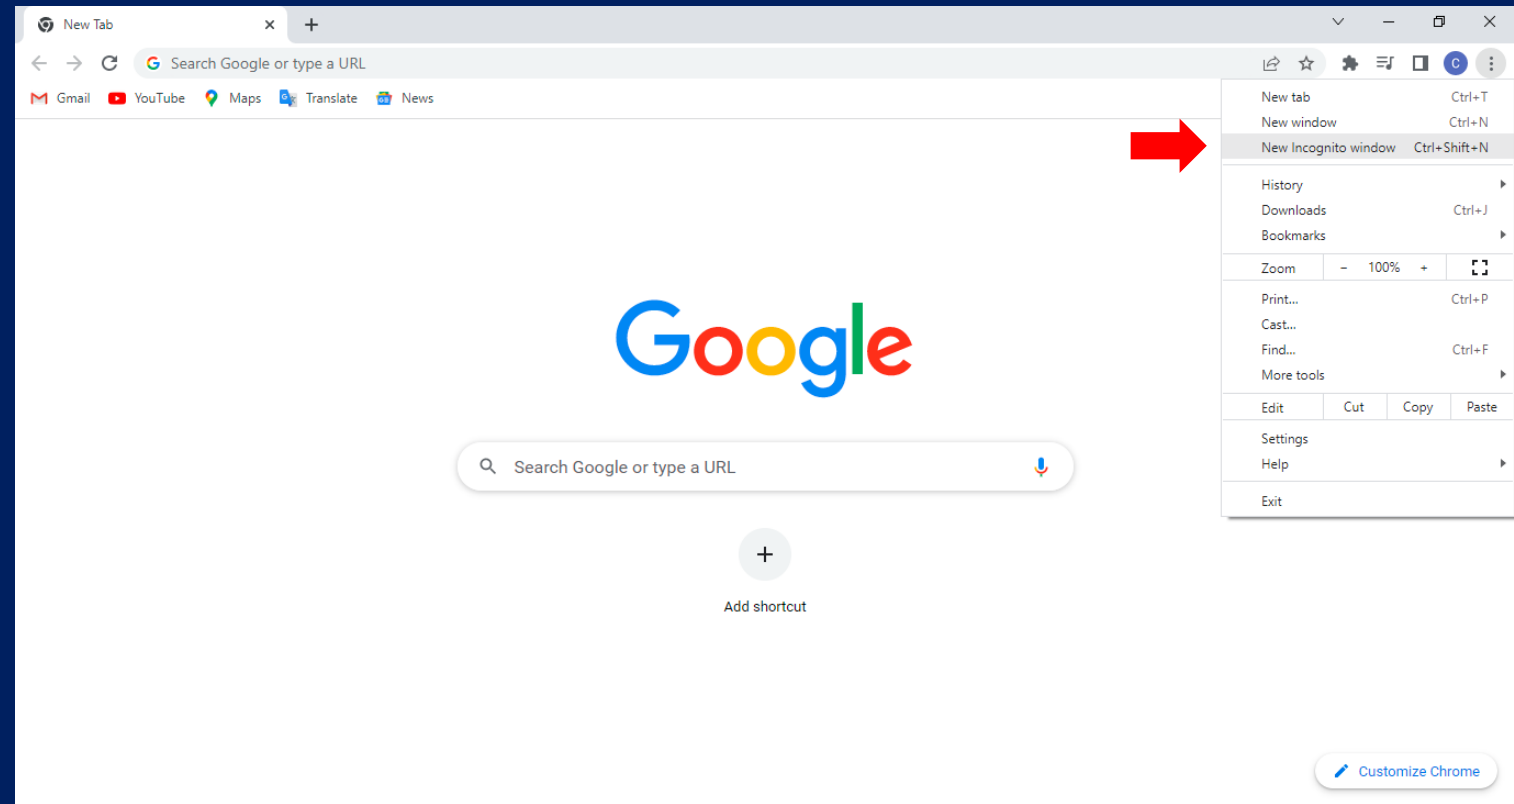 New Tab
Search Google or type a URL
Gmail YouTube Maps Translate News
C
New tab Ctrl+T
New window Ctrl+N
New Incognito window Ctrl+Shift+N
History
Downloads Ctrl+J
Bookmarks
Zoom - 100% +
Print... Ctrl+P
Cast...
Find... Ctrl+F
More tools
Edit Cut Copy Paste
Settings
Help
Exit
Google
Search Google or type a URL
Add shortcut
Customize Chrome